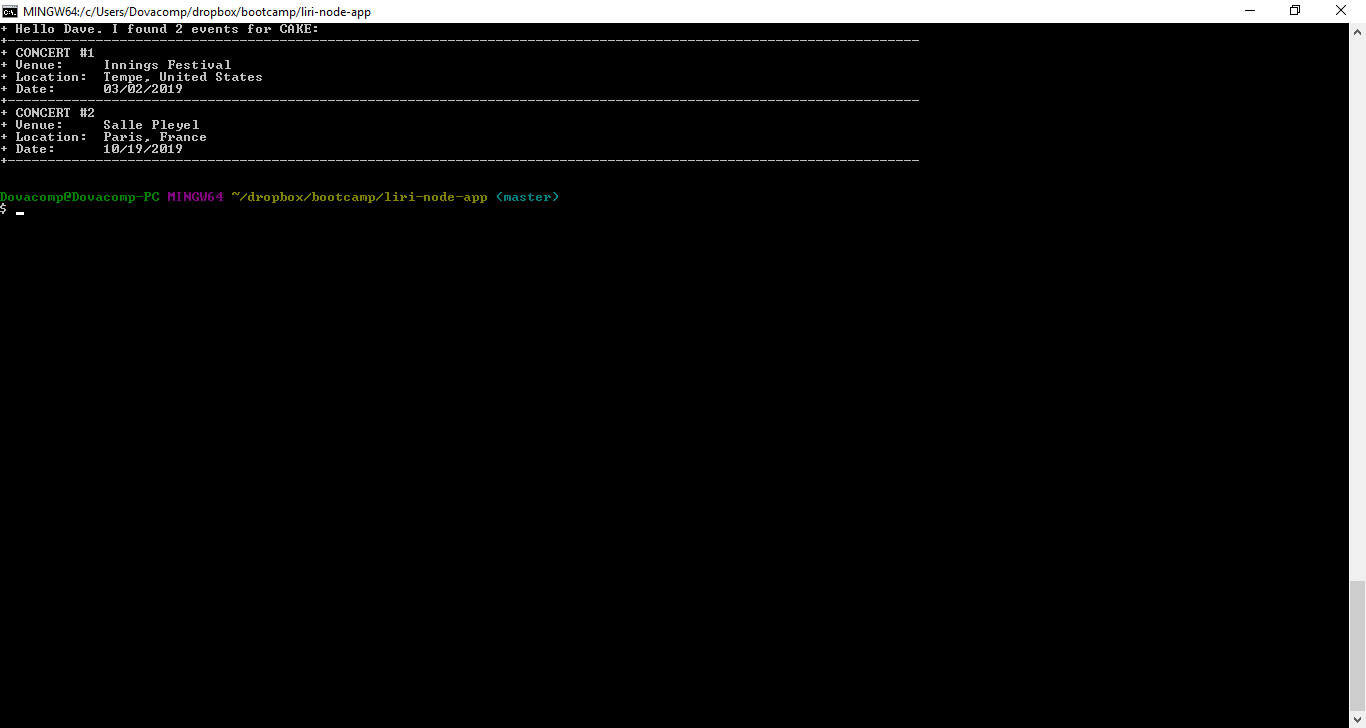 MINGW64:/c/Users/Dovacomp/dropbox/bootcamp/liri-node-app
+ Hello Dave. I found 2 events for CAKE:
+------------------------------------------------------------------------------------------------------------------
+ CONCERT #1
+ Venue:     Innings Festival
+ Location:  Tempe, United States
+ Date:      03/02/2019
+------------------------------------------------------------------------------------------------------------------
+ CONCERT #2
+ Venue:     Salle Pleyel
+ Location:  Paris, France
+ Date:      10/19/2019
+------------------------------------------------------------------------------------------------------------------
Dovacomp@Dovacomp-PC MINGW64 ~/dropbox/bootcamp/liri-node-app (master)
$ _